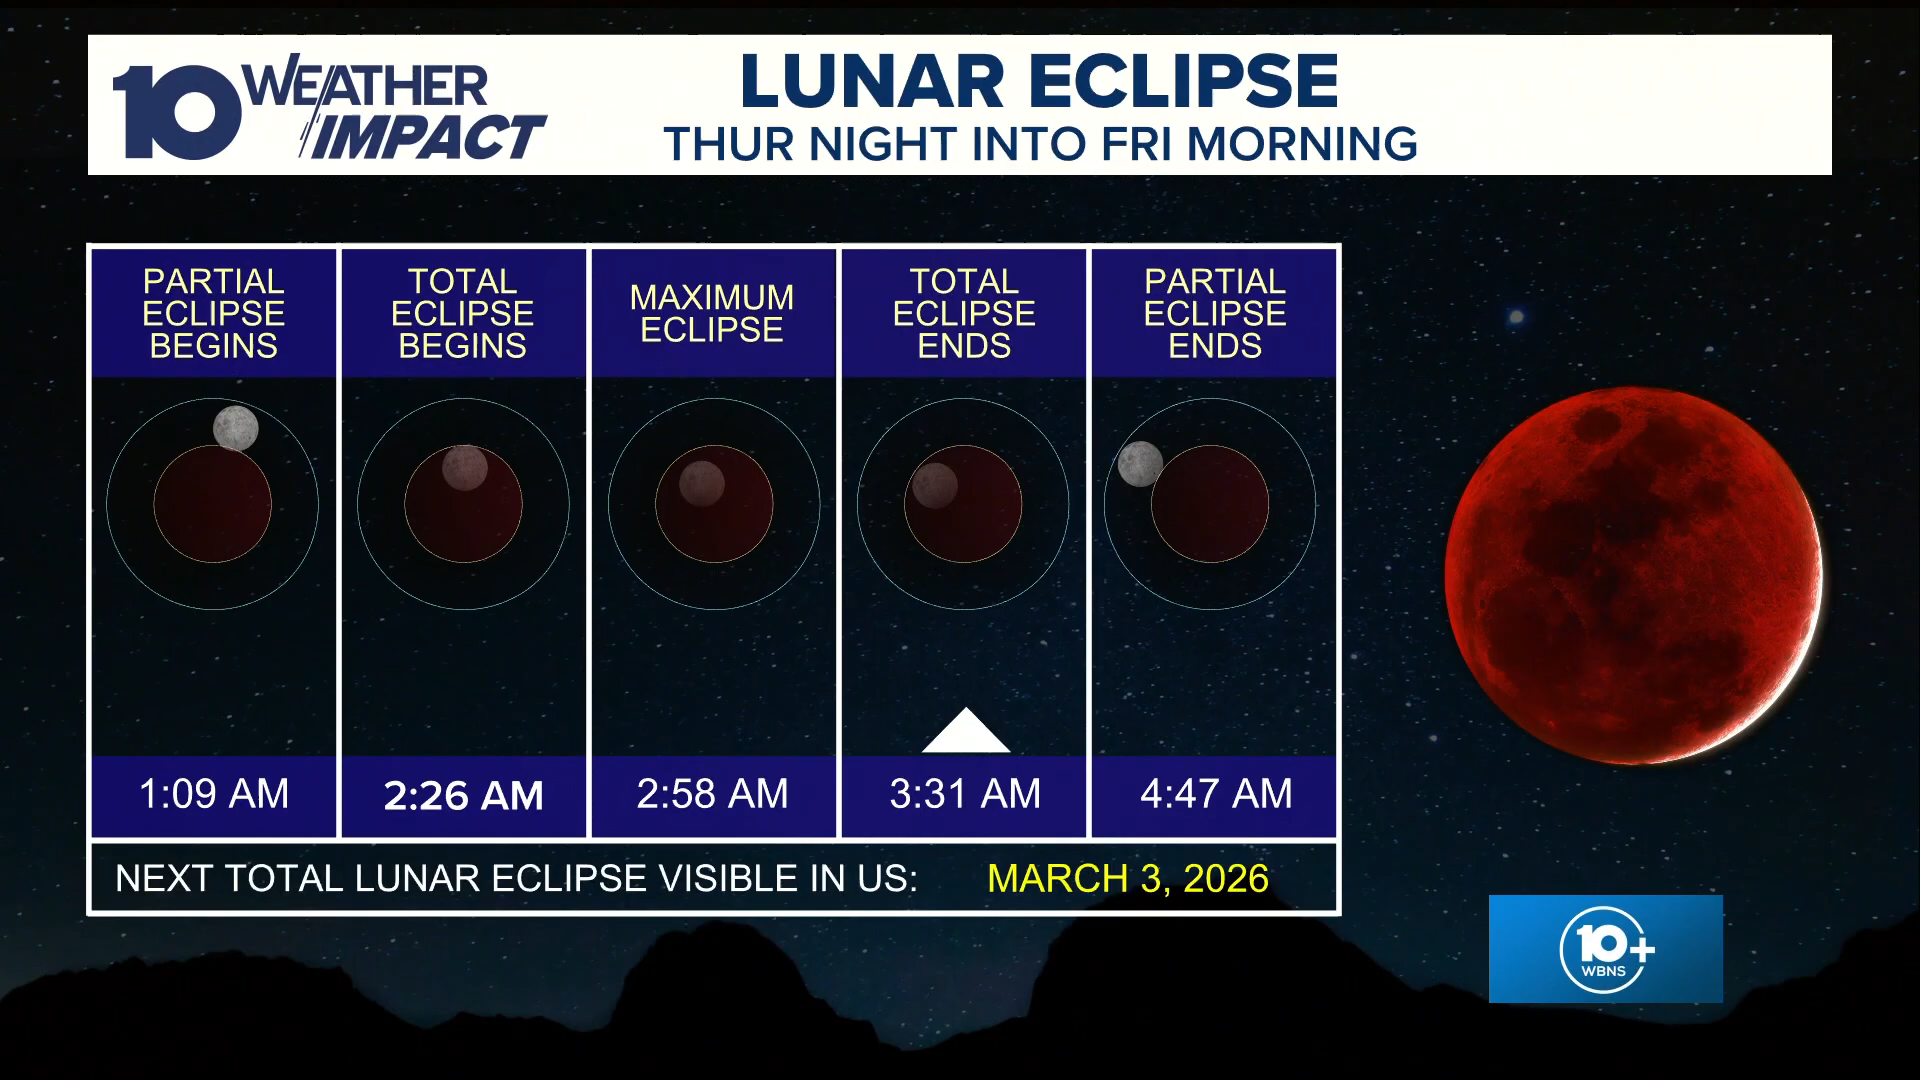 10 WEATHER IMPACT
LUNAR ECLIPSE
THUR NIGHT INTO FRI MORNING
PARTIAL
ECLIPSE
BEGINS
TOTAL
ECLIPSE
BEGINS
MAXIMUM
ECLIPSE
TOTAL
ECLIPSE
ENDS
PARTIAL
ECLIPSE
ENDS
1:09 AM
2:26 AM
2:58 AM
3:31 AM
4:47 AM
NEXT TOTAL LUNAR ECLIPSE VISIBLE IN US: MARCH 3, 2026
10+
WBNS